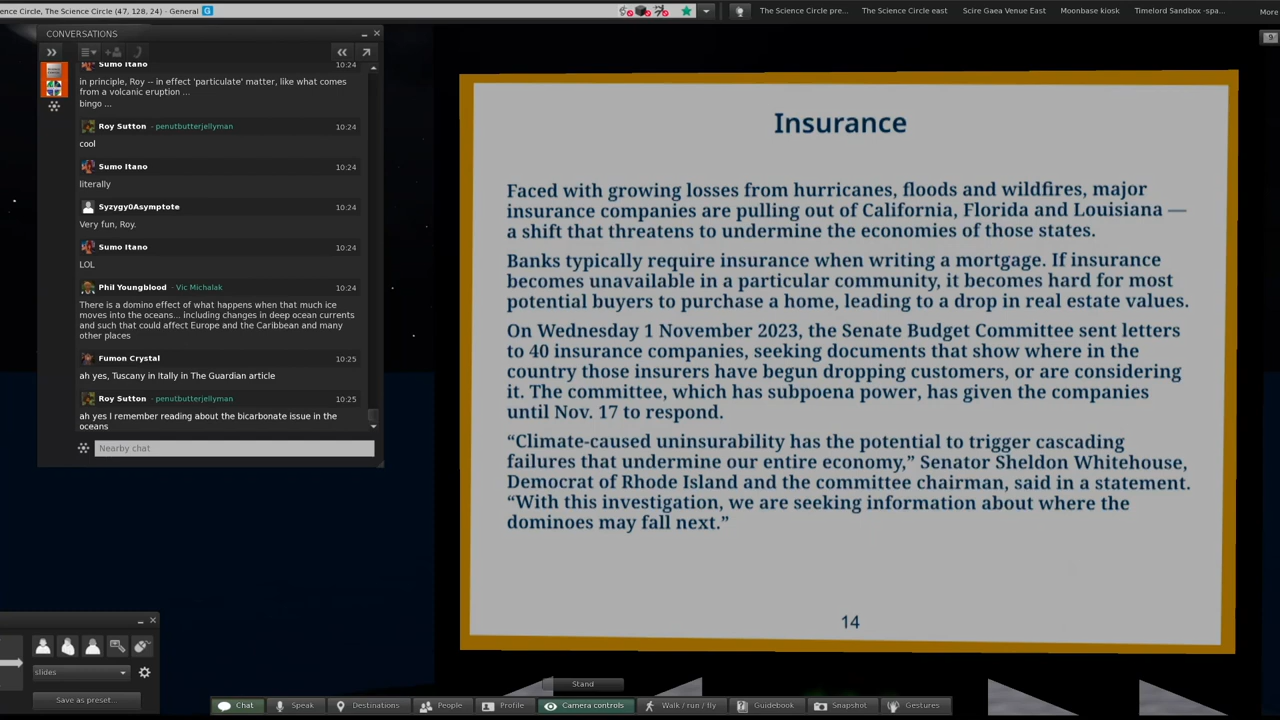 ence Circle, The Science Circle (47, 128, 24) - General G
The Science Circle pre...
The Science Circle east
Scire Gaea Venue East
Moonbase kiosk
Timelord Sandbox -spa...
More
9
CONVERSATIONS
Sumo Itano 10:24
in principle, Roy -- in effect 'particulate' matter, like what comes
from a volcanic eruption ...
bingo ...
Roy Sutton - penutbutterjellyman 10:24
cool
Sumo Itano 10:24
literally
Syzygy0Asymptote 10:24
Very fun, Roy.
Sumo Itano 10:24
LOL
Phil Youngblood - Vic Michalak 10:24
There is a domino effect of what happens when that much ice
moves into the oceans... including changes in deep ocean currents
and such that could affect Europe and the Caribbean and many
other places
Fumon Crystal 10:25
ah yes, Tuscany in Itally in The Guardian article
Roy Sutton - penutbutterjellyman 10:25
ah yes I remember reading about the bicarbonate issue in the
oceans
Nearby chat
Insurance
Faced with growing losses from hurricanes, floods and wildfires, major
insurance companies are pulling out of California, Florida and Louisiana —
a shift that threatens to undermine the economies of those states.
Banks typically require insurance when writing a mortgage. If insurance
becomes unavailable in a particular community, it becomes hard for most
potential buyers to purchase a home, leading to a drop in real estate values.
On Wednesday 1 November 2023, the Senate Budget Committee sent letters
to 40 insurance companies, seeking documents that show where in the
country those insurers have begun dropping customers, or are considering
it. The committee, which has subpoena power, has given the companies
until Nov. 17 to respond.
“Climate-caused uninsurability has the potential to trigger cascading
failures that undermine our entire economy,” Senator Sheldon Whitehouse,
Democrat of Rhode Island and the committee chairman, said in a statement.
“With this investigation, we are seeking information about where the
dominoes may fall next.”
14
slides
Save as preset...
Stand
Chat
Speak
Destinations
People
Profile
Camera controls
Walk / run / fly
Guidebook
Snapshot
Gestures